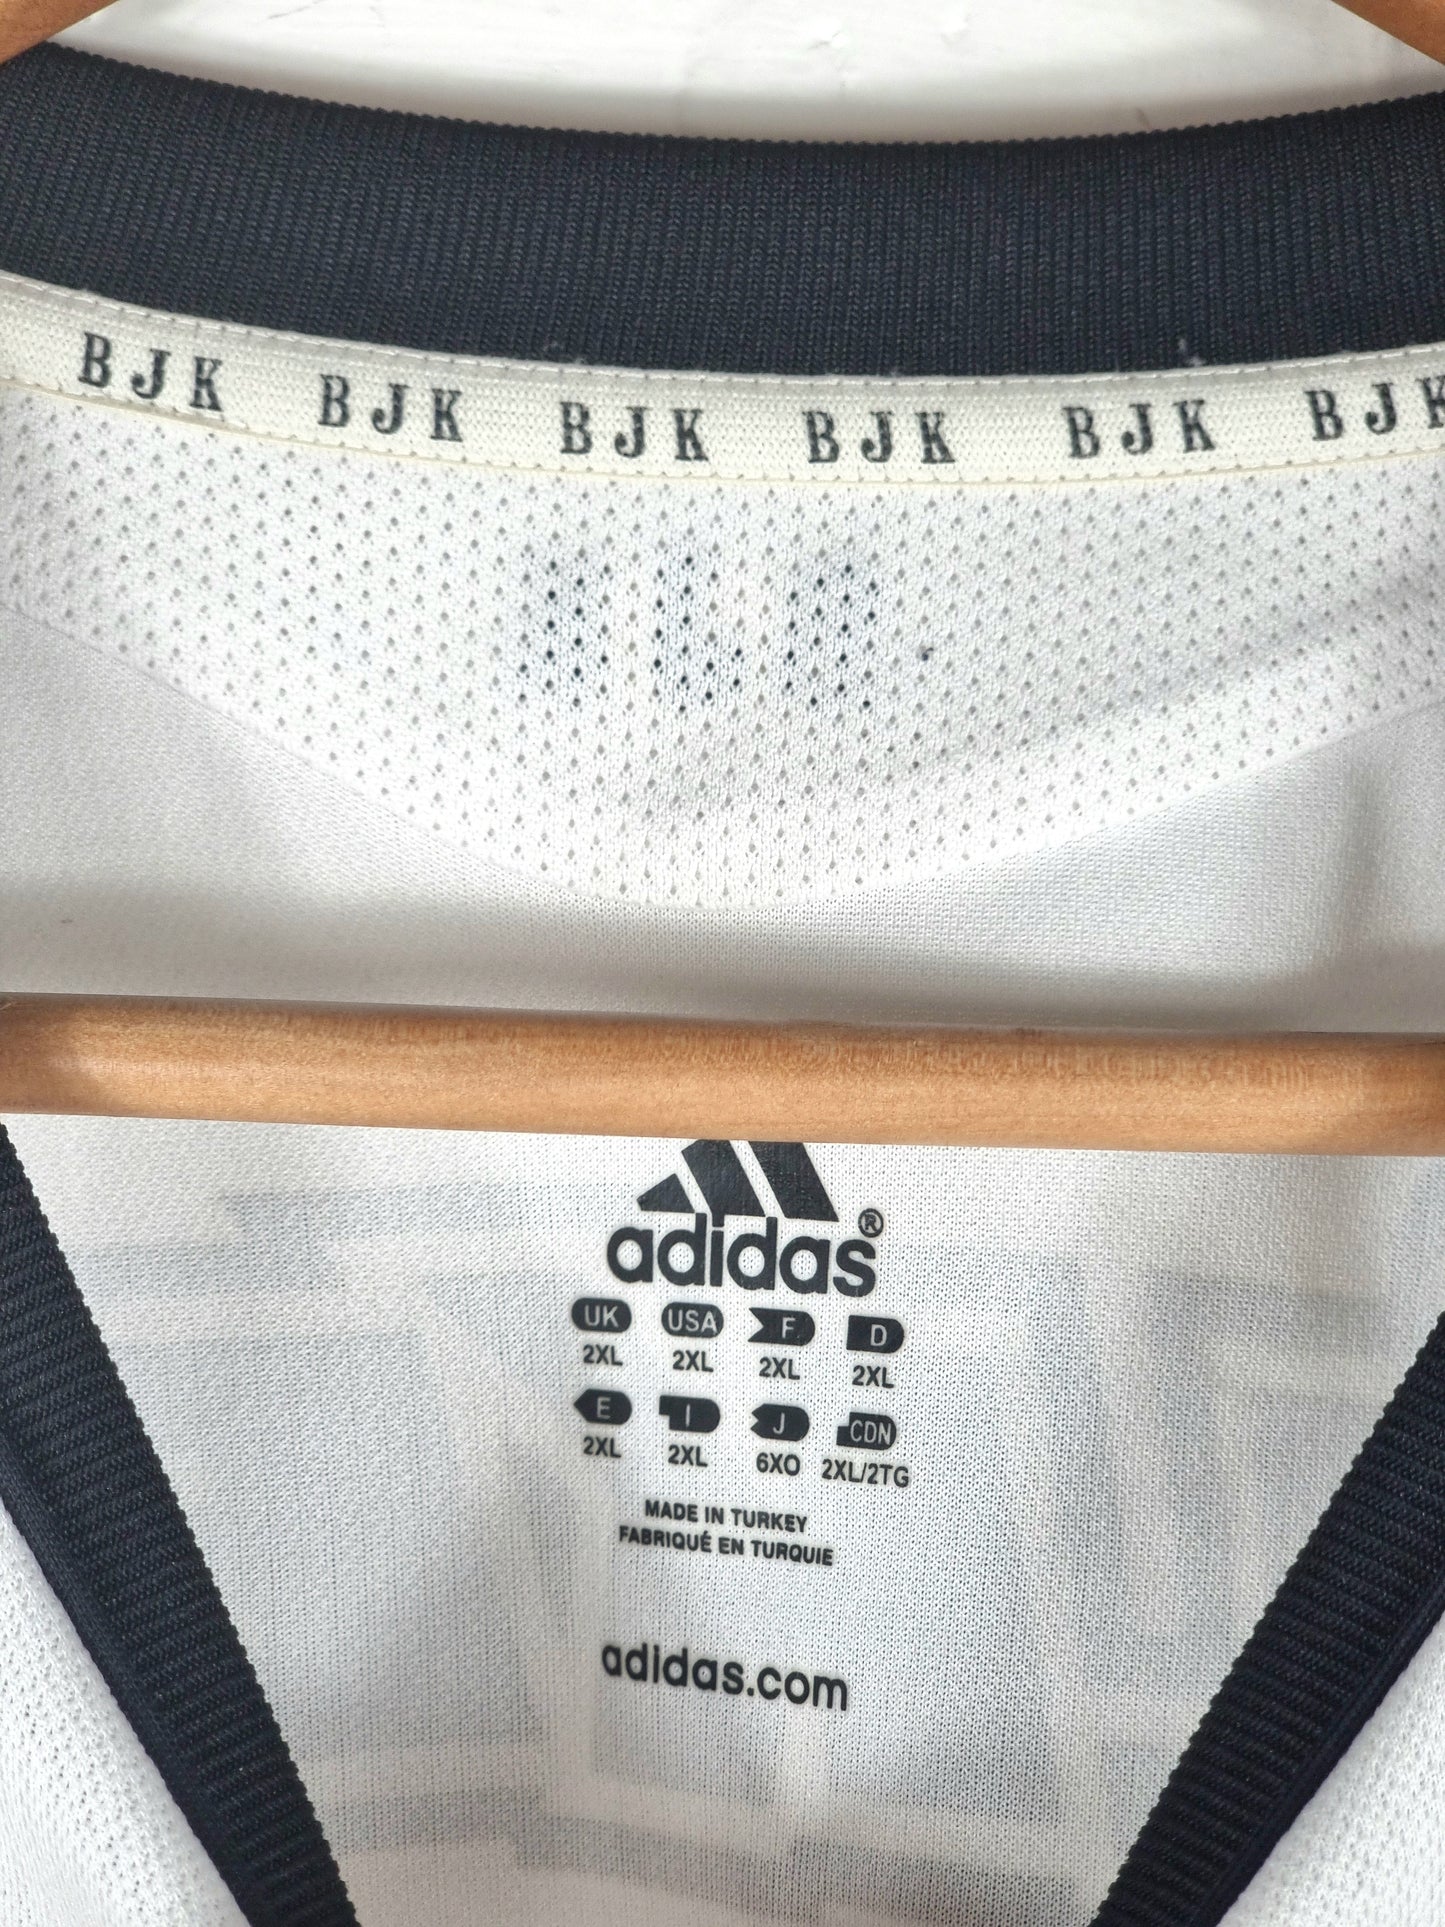 BJK BJK BJK BJK BJK BJK
adidas®
UK USA F D
2XL 2XL 2XL 2XL
E I J CDN
2XL 2XL 6XO 2XL/2TG
MADE IN TURKEY
FABRIQUÉ EN TURQUIE
adidas.com